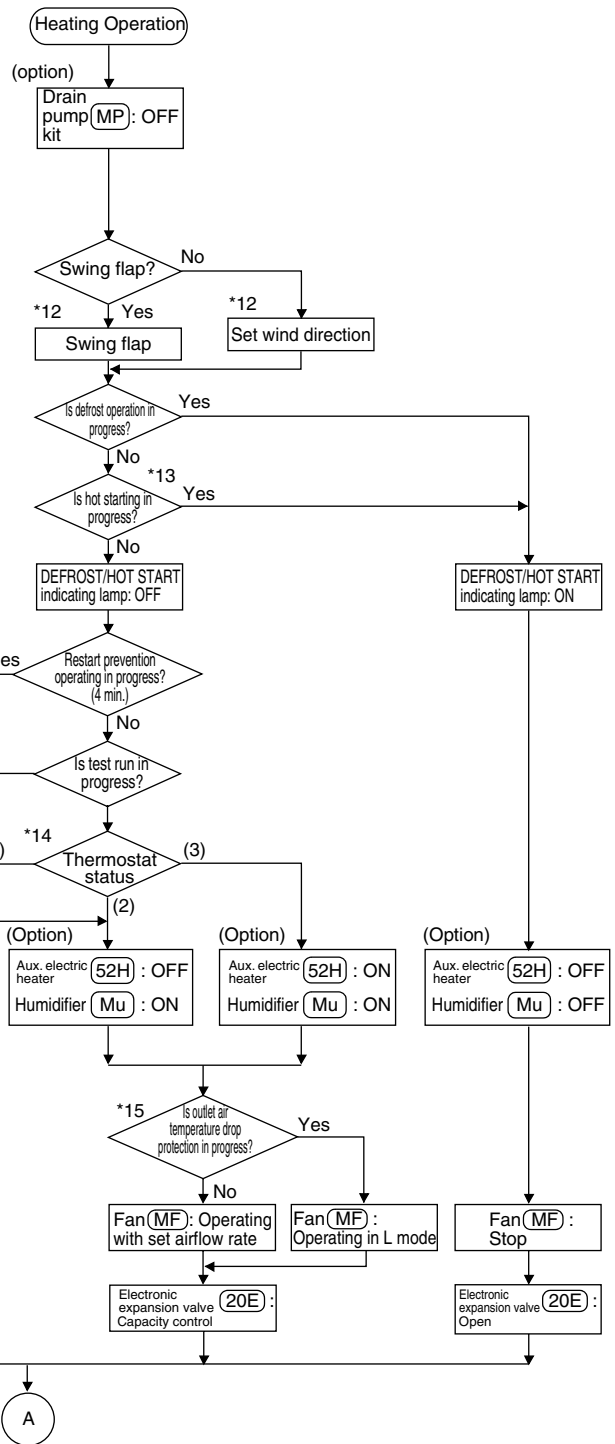 Heating Operation
(option)
Drain
pump MP : OFF
kit
Swing flap?
No
*12
Yes
*12
Swing flap
Set wind direction
Is defrost operation in
progress?
Yes
No
*13
Is hot starting in
progress?
Yes
No
DEFROST/HOT START
indicating lamp: OFF
DEFROST/HOT START
indicating lamp: ON
es
Restart prevention
operating in progress?
(4 min.)
No
Is test run in
progress?
*14
)
Thermostat
status
(3)
(2)
(Option)
Aux. electric
heater 52H : OFF
Humidifier Mu : ON
(Option)
Aux. electric
heater 52H : ON
Humidifier Mu : ON
(Option)
Aux. electric
heater 52H : OFF
Humidifier Mu : OFF
*15
Is outlet air
temperature drop
protection in progress?
Yes
No
Fan MF : Operating
with set airflow rate
Fan MF :
Operating in L mode
Fan MF :
Stop
Electronic
expansion valve 20E :
Capacity control
Electronic
expansion valve 20E :
Open
A